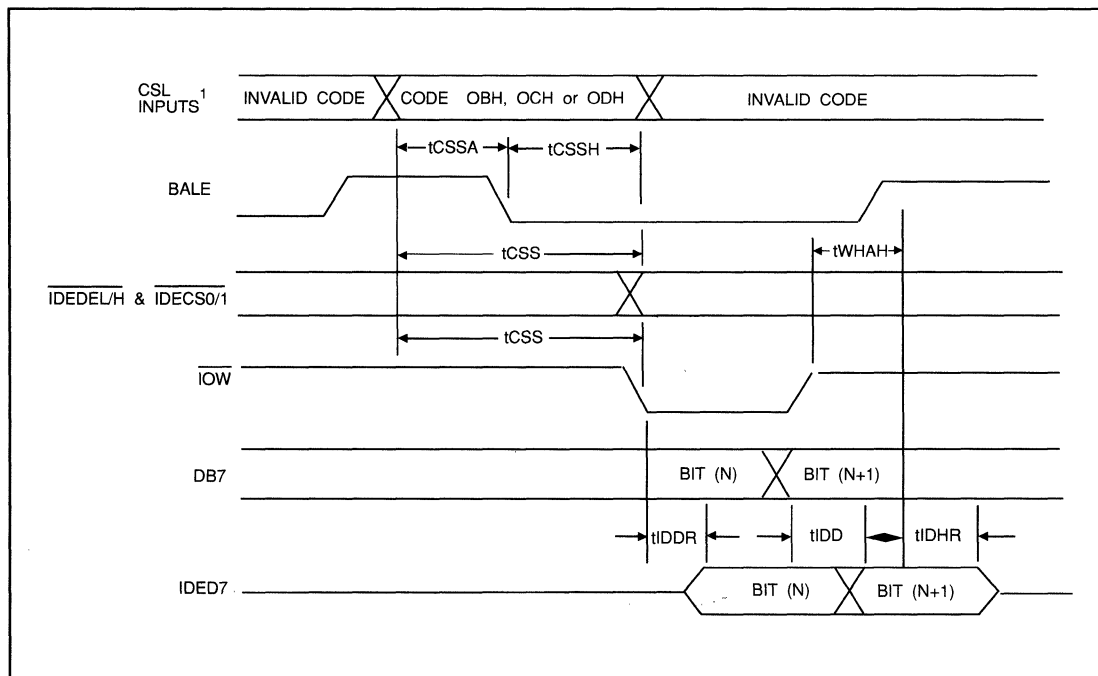 CSL
INPUTS¹
INVALID CODE CODE OBH, OCH or ODH INVALID CODE
tCSSA tCSSH
BALE
tCSS tWHAH
IDEDEL/H & IDECS0/1
tCSS
IOW
DB7 BIT (N) BIT (N+1)
tIDDR tIDD tIDHR
IDED7 BIT (N) BIT (N+1)